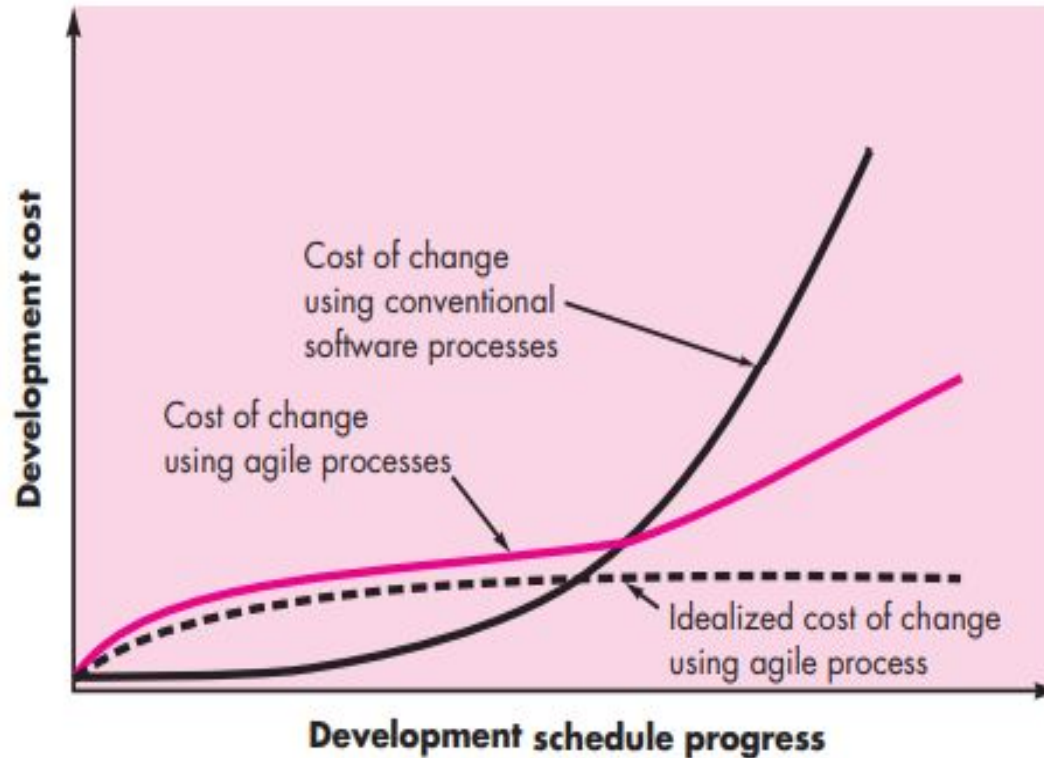 Development cost
Cost of change
using conventional
software processes
Cost of change
using agile processes
Idealized cost of change
using agile process
Development schedule progress